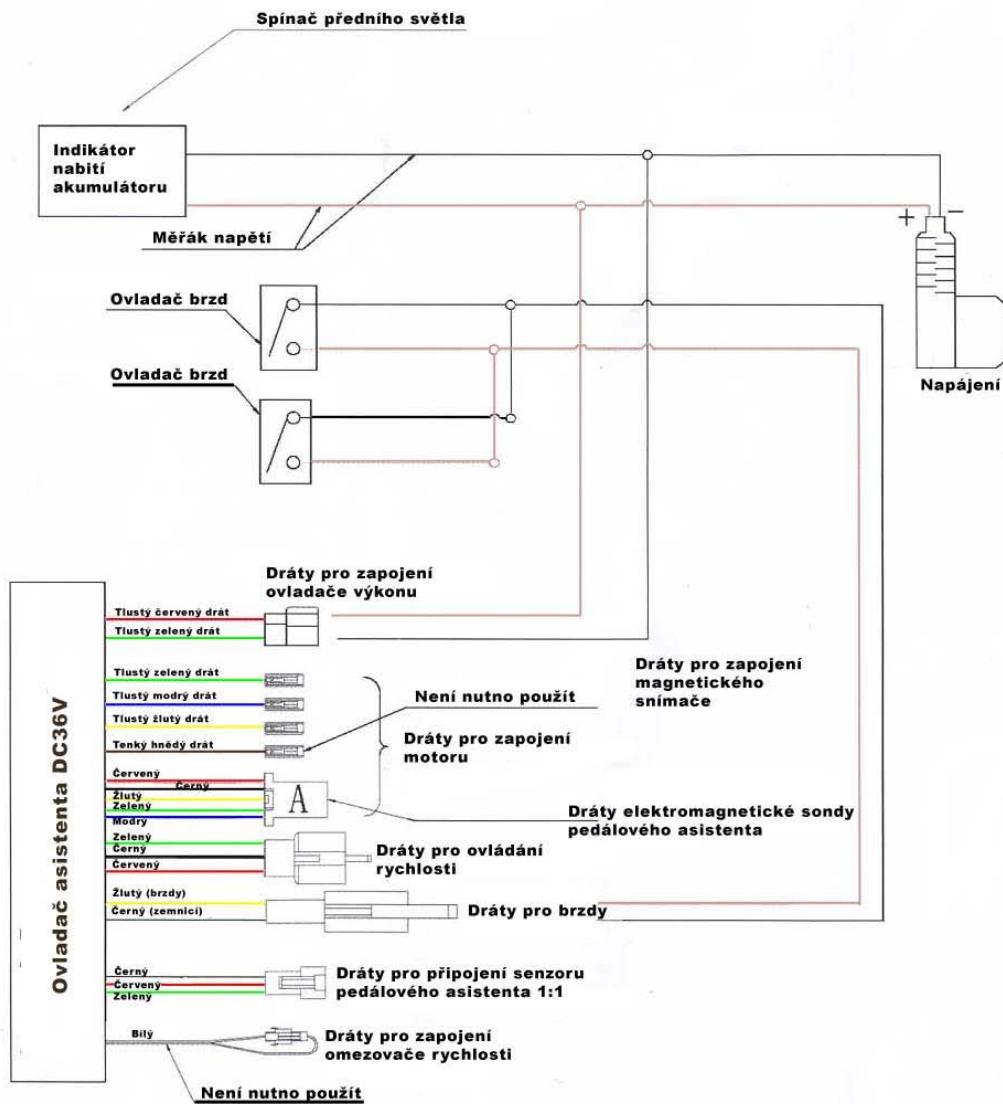 Spínač předního světla
Indikátor
nabití
akumulátoru
Měřák napětí
+
−
Ovladač brzd
Ovladač brzd
Napájení
Dráty pro zapojení
ovladače výkonu
Tlustý červený drát
Tlustý zelený drát
Tlustý zelený drát
Tlustý modrý drát
Tlustý žlutý drát
Tenký hnědý drát
Není nutno použít
Dráty pro zapojení
motoru
Dráty pro zapojení
magnetického
snímače
Červený
Černý
Žlutý
Zelený
Modry
A
Dráty elektromagnetické sondy
pedálového asistenta
Zelený
Černý
Červený
Dráty pro ovládání
rychlosti
Žlutý (brzdy)
Černý (zemnicí)
Dráty pro brzdy
Černý
Červený
Zelený
Dráty pro připojení senzoru
pedálového asistenta 1:1
Bílý
Dráty pro zapojení
omezovače rychlosti
Není nutno použít
Ovladač asistenta DC36V